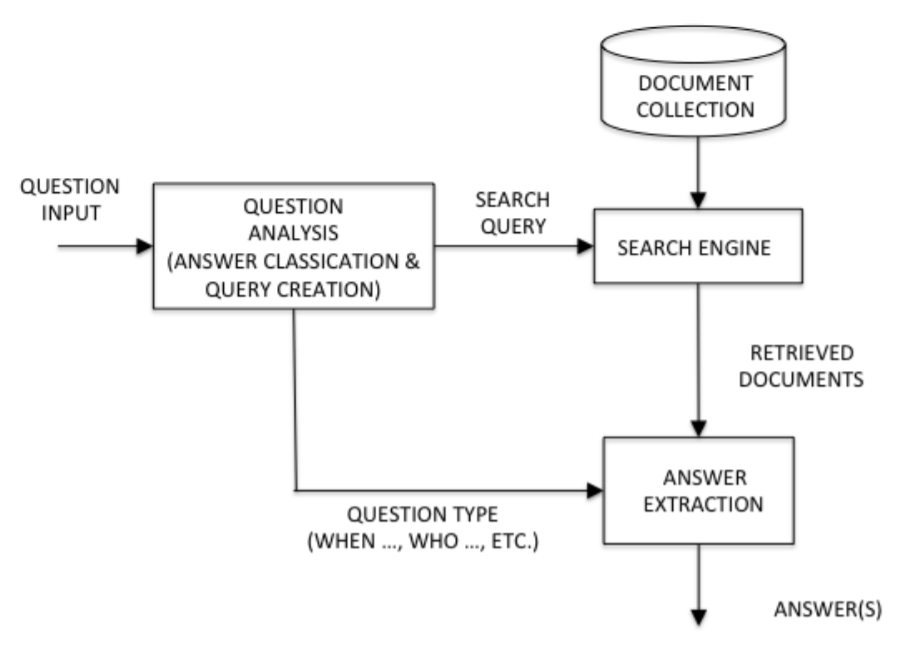 DOCUMENT
COLLECTION
QUESTION
INPUT
QUESTION
ANALYSIS
(ANSWER CLASSICATION &
QUERY CREATION)
SEARCH
QUERY
SEARCH ENGINE
RETRIEVED
DOCUMENTS
ANSWER
EXTRACTION
QUESTION TYPE
(WHEN ..., WHO ..., ETC.)
ANSWER(S)